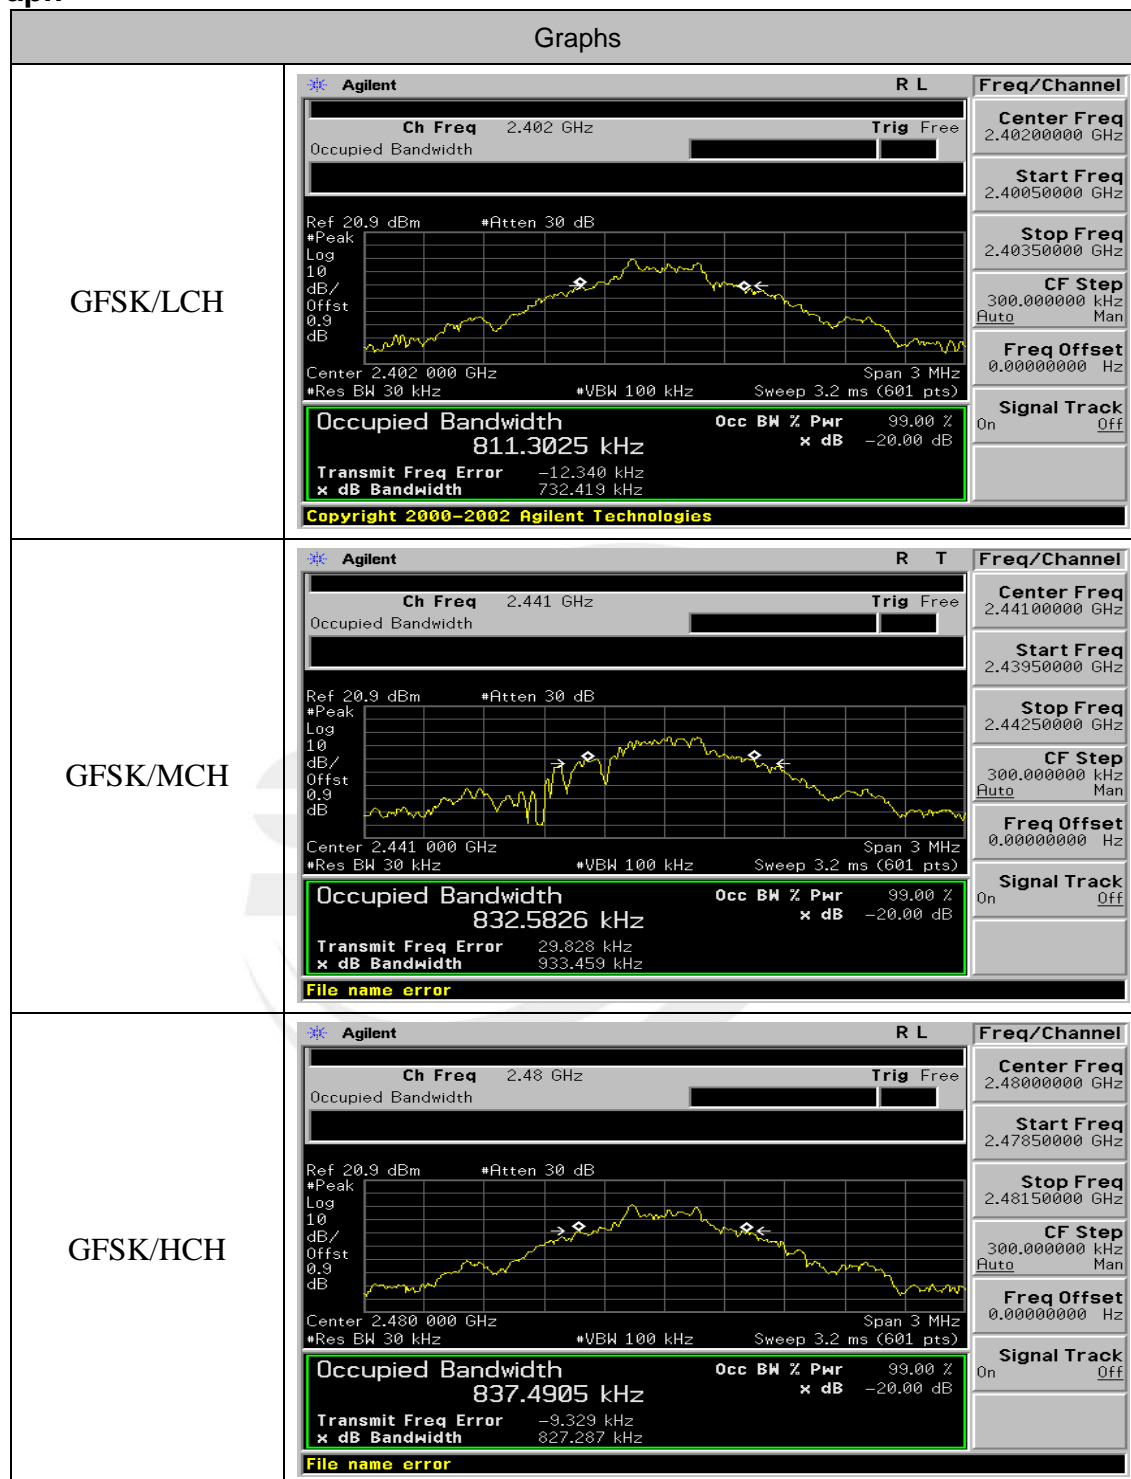 Graphs
GFSK/LCH
Agilent R L Freq/Channel
Ch Freq 2.402 GHz Trig Free
Occupied Bandwidth
Center Freq
2.40200000 GHz
Start Freq
2.40050000 GHz
Stop Freq
2.40350000 GHz
CF Step
300.000000 kHz
Auto Man
Freq Offset
0.00000000 Hz
Signal Track
On Off
Ref 20.9 dBm #Atten 30 dB
#Peak
Log
10
dB/
Offst
0.9
dB
Center 2.402 000 GHz Span 3 MHz
#Res BW 30 kHz #VBW 100 kHz Sweep 3.2 ms (601 pts)
Occupied Bandwidth Occ BW % Pwr 99.00 %
811.3025 kHz x dB -20.00 dB
Transmit Freq Error -12.340 kHz
x dB Bandwidth 732.419 kHz
Copyright 2000-2002 Agilent Technologies
GFSK/MCH
Agilent R T Freq/Channel
Ch Freq 2.441 GHz Trig Free
Occupied Bandwidth
Center Freq
2.44100000 GHz
Start Freq
2.43950000 GHz
Stop Freq
2.44250000 GHz
CF Step
300.000000 kHz
Auto Man
Freq Offset
0.00000000 Hz
Signal Track
On Off
Ref 20.9 dBm #Atten 30 dB
#Peak
Log
10
dB/
Offst
0.9
dB
Center 2.441 000 GHz Span 3 MHz
#Res BW 30 kHz #VBW 100 kHz Sweep 3.2 ms (601 pts)
Occupied Bandwidth Occ BW % Pwr 99.00 %
832.5826 kHz x dB -20.00 dB
Transmit Freq Error 29.828 kHz
x dB Bandwidth 933.459 kHz
File name error
GFSK/HCH
Agilent R L Freq/Channel
Ch Freq 2.48 GHz Trig Free
Occupied Bandwidth
Center Freq
2.48000000 GHz
Start Freq
2.47850000 GHz
Stop Freq
2.48150000 GHz
CF Step
300.000000 kHz
Auto Man
Freq Offset
0.00000000 Hz
Signal Track
On Off
Ref 20.9 dBm #Atten 30 dB
#Peak
Log
10
dB/
Offst
0.9
dB
Center 2.480 000 GHz Span 3 MHz
#Res BW 30 kHz #VBW 100 kHz Sweep 3.2 ms (601 pts)
Occupied Bandwidth Occ BW % Pwr 99.00 %
837.4905 kHz x dB -20.00 dB
Transmit Freq Error -9.329 kHz
x dB Bandwidth 827.287 kHz
File name error